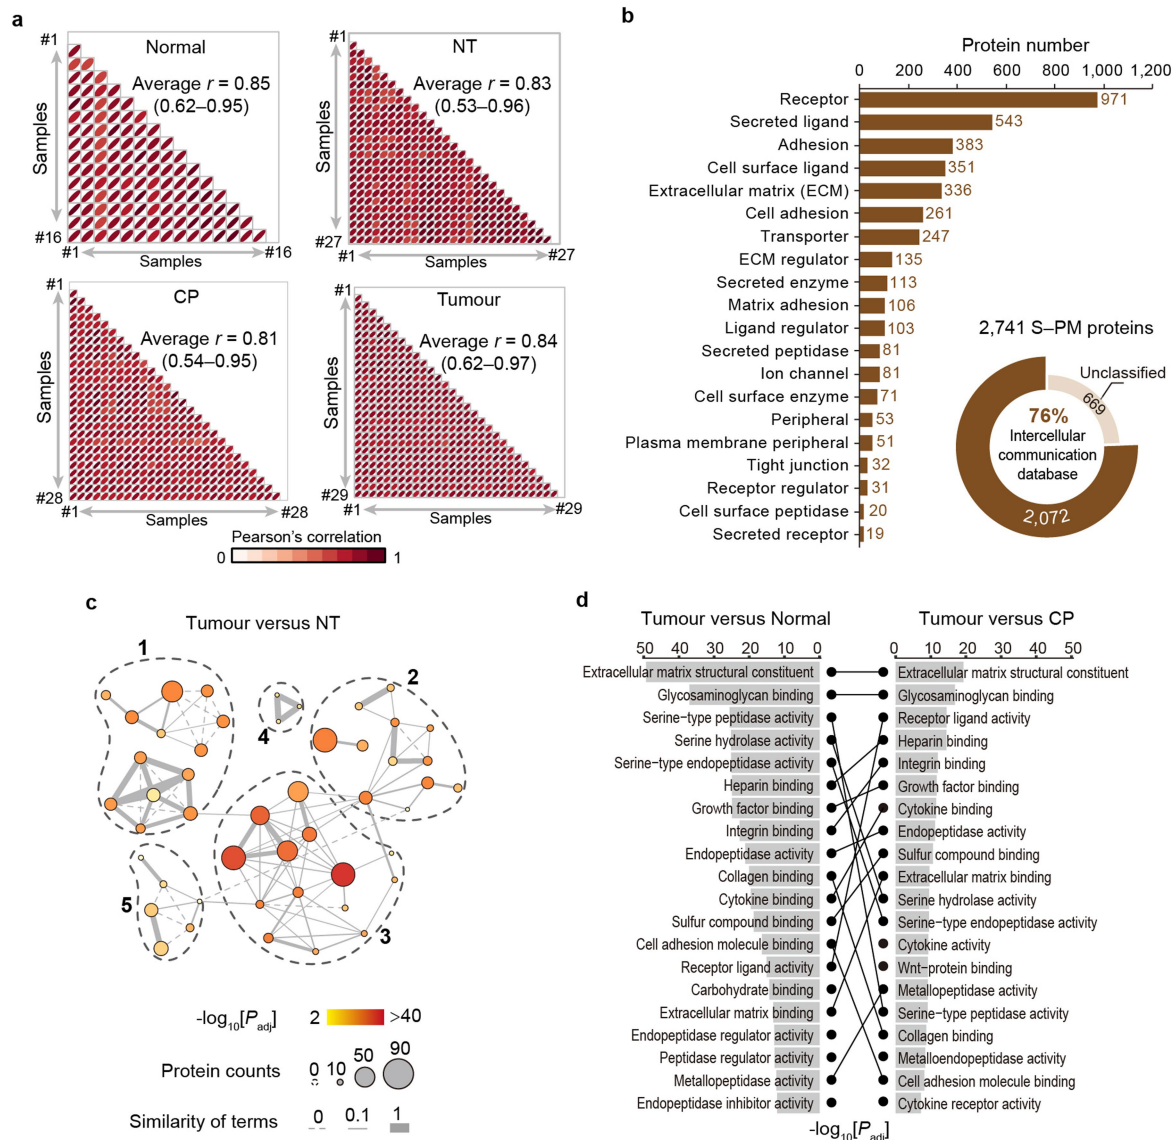 a
#1
Normal
Average r = 0.85
(0.62–0.95)
Samples
#16
#1
#16
Samples
#1
NT
Average r = 0.83
(0.53–0.96)
Samples
#27
#1
#27
Samples
#1
CP
Average r = 0.81
(0.54–0.95)
Samples
#28
#1
#28
Samples
#1
Tumour
Average r = 0.84
(0.62–0.97)
Samples
#29
#1
#29
Samples
Pearson's correlation
0 1
b
Protein number
0 200 400 600 800 1,000 1,200
Receptor 971
Secreted ligand 543
Adhesion 383
Cell surface ligand 351
Extracellular matrix (ECM) 336
Cell adhesion 261
Transporter 247
ECM regulator 135
Secreted enzyme 113
Matrix adhesion 106
Ligand regulator 103
Secreted peptidase 81
Ion channel 81
Cell surface enzyme 71
Peripheral 53
Plasma membrane peripheral 51
Tight junction 32
Receptor regulator 31
Cell surface peptidase 20
Secreted receptor 19
2,741 S–PM proteins
Unclassified
669
76%
Intercellular
communication
database
2,072
c
Tumour versus NT
1
2
4
5
3
-log10[Padj] 2 >40
Protein counts 0 10 50 90
Similarity of terms 0 0.1 1
d
Tumour versus Normal
50 40 30 20 10 0
Extracellular matrix structural constituent
Glycosaminoglycan binding
Serine−type peptidase activity
Serine hydrolase activity
Serine−type endopeptidase activity
Heparin binding
Growth factor binding
Integrin binding
Endopeptidase activity
Collagen binding
Cytokine binding
Sulfur compound binding
Cell adhesion molecule binding
Receptor ligand activity
Carbohydrate binding
Extracellular matrix binding
Endopeptidase regulator activity
Peptidase regulator activity
Metallopeptidase activity
Endopeptidase inhibitor activity
Tumour versus CP
0 10 20 30 40 50
Extracellular matrix structural constituent
Glycosaminoglycan binding
Receptor ligand activity
Heparin binding
Integrin binding
Growth factor binding
Cytokine binding
Endopeptidase activity
Sulfur compound binding
Extracellular matrix binding
Serine hydrolase activity
Serine−type endopeptidase activity
Cytokine activity
Wnt−protein binding
Metallopeptidase activity
Serine−type peptidase activity
Collagen binding
Metalloendopeptidase activity
Cell adhesion molecule binding
Cytokine receptor activity
-log10[Padj]